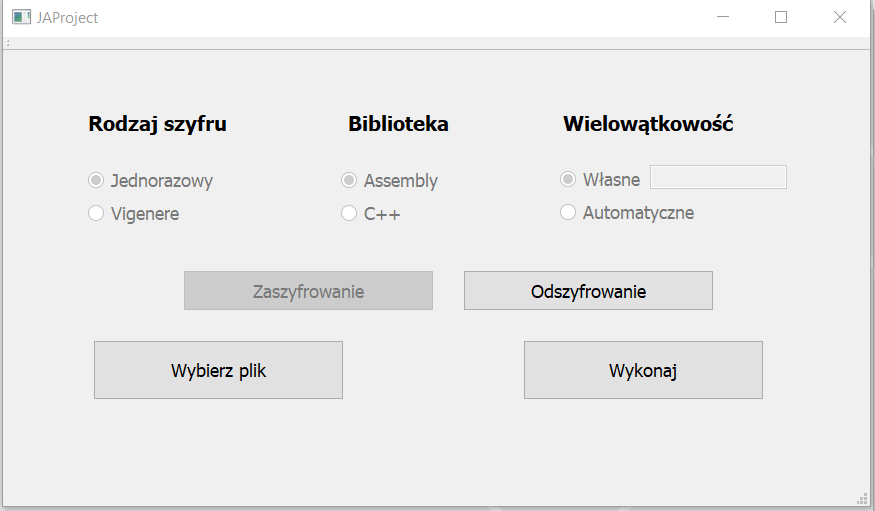 JAProject
Rodzaj szyfru Biblioteka Wielowątkowość
Jednorazowy Assembly Własne
Vigenere C++ Automatyczne
Zaszyfrowanie Odszyfrowanie
Wybierz plik Wykonaj